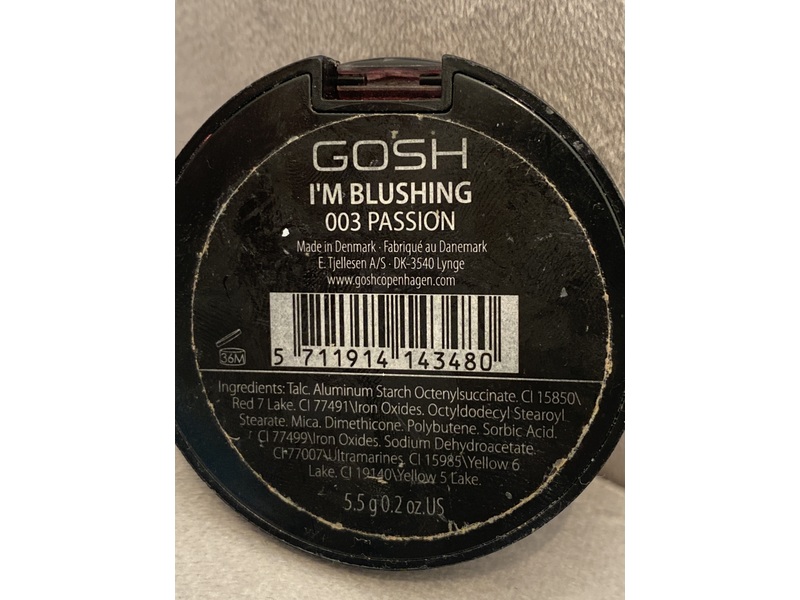 GOSH
I'M BLUSHING
003 PASSION
Made in Denmark · Fabriqué au Danemark
E. Tjellesen A/S · DK-3540 Lynge
www.goshcopenhagen.com
36M
5 711914 143480
Ingredients: Talc. Aluminum Starch Octenylsuccinate. CI 15850\
Red 7 Lake. CI 77491\Iron Oxides. Octyldodecyl Stearoyl
Stearate. Mica. Dimethicone. Polybutene. Sorbic Acid.
CI 77499\Iron Oxides. Sodium Dehydroacetate.
CI 77007\Ultramarines. CI 15985\Yellow 6
Lake. CI 19140\Yellow 5 Lake.
5.5 g 0.2 oz.US